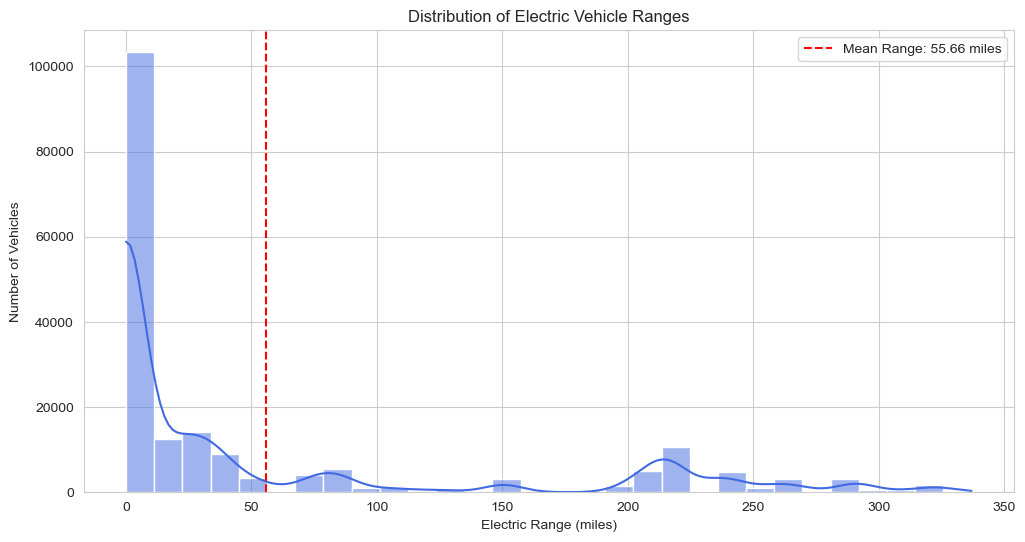 Distribution of Electric Vehicle Ranges
Mean Range: 55.66 miles
Number of Vehicles
100000
80000
60000
40000
20000
0
0 50 100 150 200 250 300 350
Electric Range (miles)